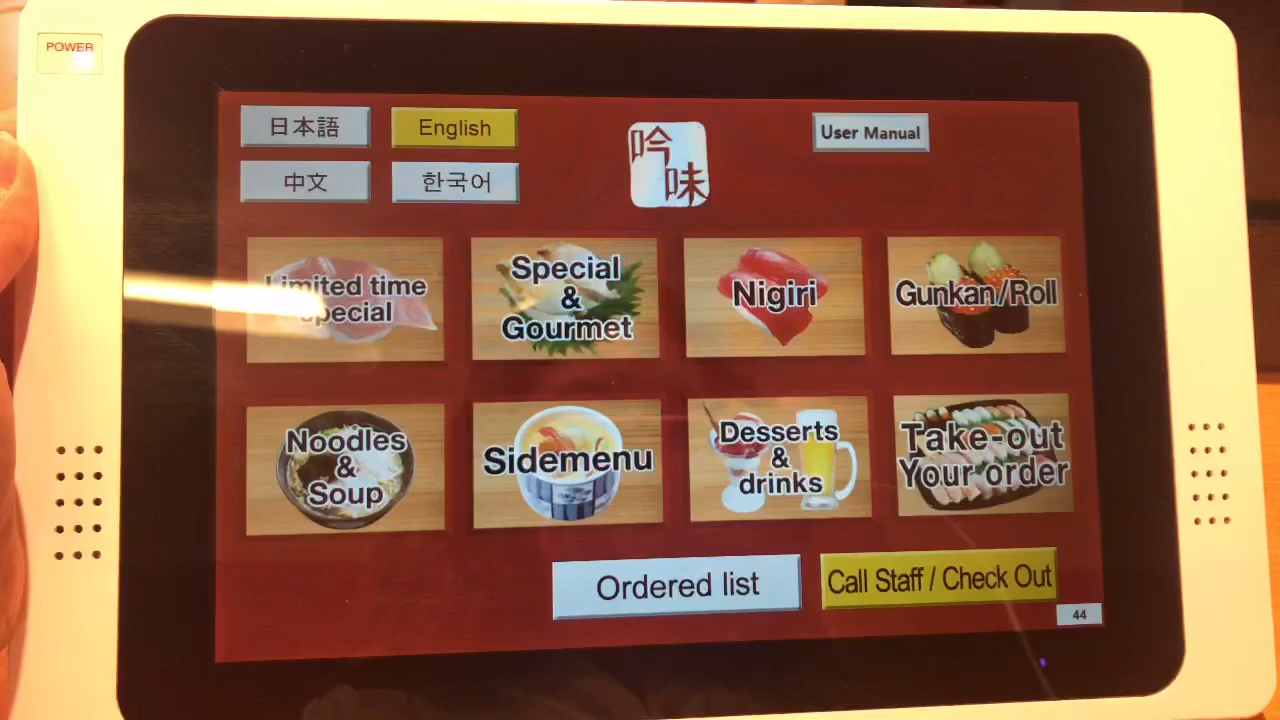 POWER
日本語
English
中文
한국어
吟
味
User Manual
Limited time
special
Special
&
Gourmet
Nigiri
Gunkan/Roll
Noodles
&
Soup
Sidemenu
Desserts
&
drinks
Take-out
Your order
Ordered list
Call Staff / Check Out
44